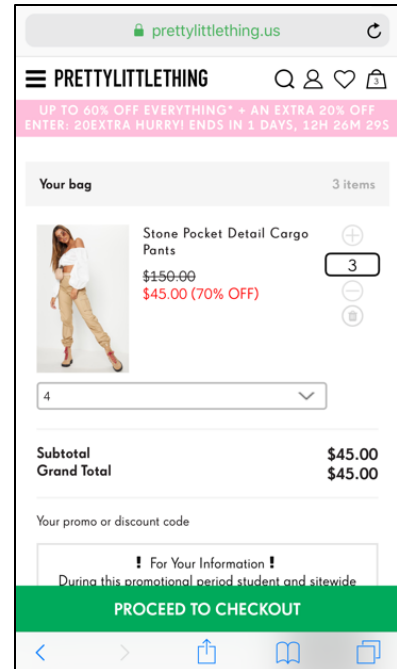 prettylittlething.us
PRETTYLITTLETHING
3
UP TO 60% OFF EVERYTHING* + AN EXTRA 20% OFF
ENTER: 20EXTRA HURRY! ENDS IN 1 DAYS, 12H 26M 29S
Your bag 3 items
Stone Pocket Detail Cargo
Pants
$150.00
$45.00 (70% OFF)
3
4
Subtotal $45.00
Grand Total $45.00
Your promo or discount code
! For Your Information !
During this promotional period student and sitewide
PROCEED TO CHECKOUT